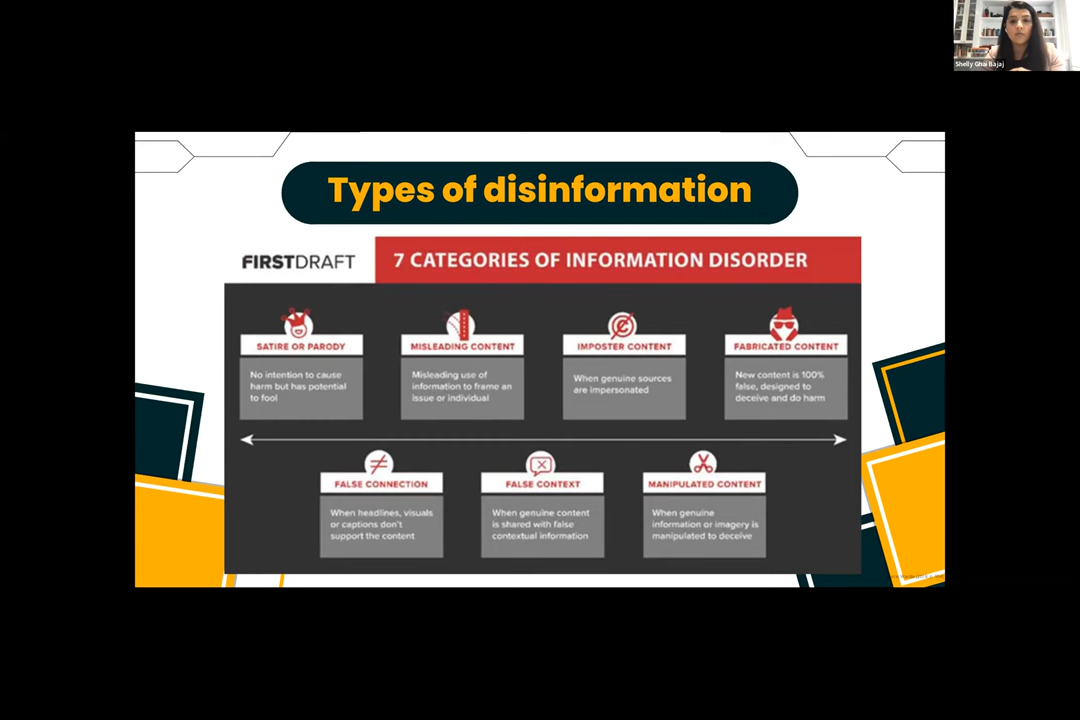 Shelly Ghai Bajaj
Types of disinformation
FIRSTDRAFT
7 CATEGORIES OF INFORMATION DISORDER
SATIRE OR PARODY
No intention to cause
harm but has potential
to fool
MISLEADING CONTENT
Misleading use of
information to frame an
issue or individual
IMPOSTER CONTENT
When genuine sources
are impersonated
FABRICATED CONTENT
New content is 100%
false, designed to
deceive and do harm
FALSE CONNECTION
When headlines, visuals
or captions don't
support the content
FALSE CONTEXT
When genuine content
is shared with false
contextual information
MANIPULATED CONTENT
When genuine
information or imagery is
manipulated to deceive